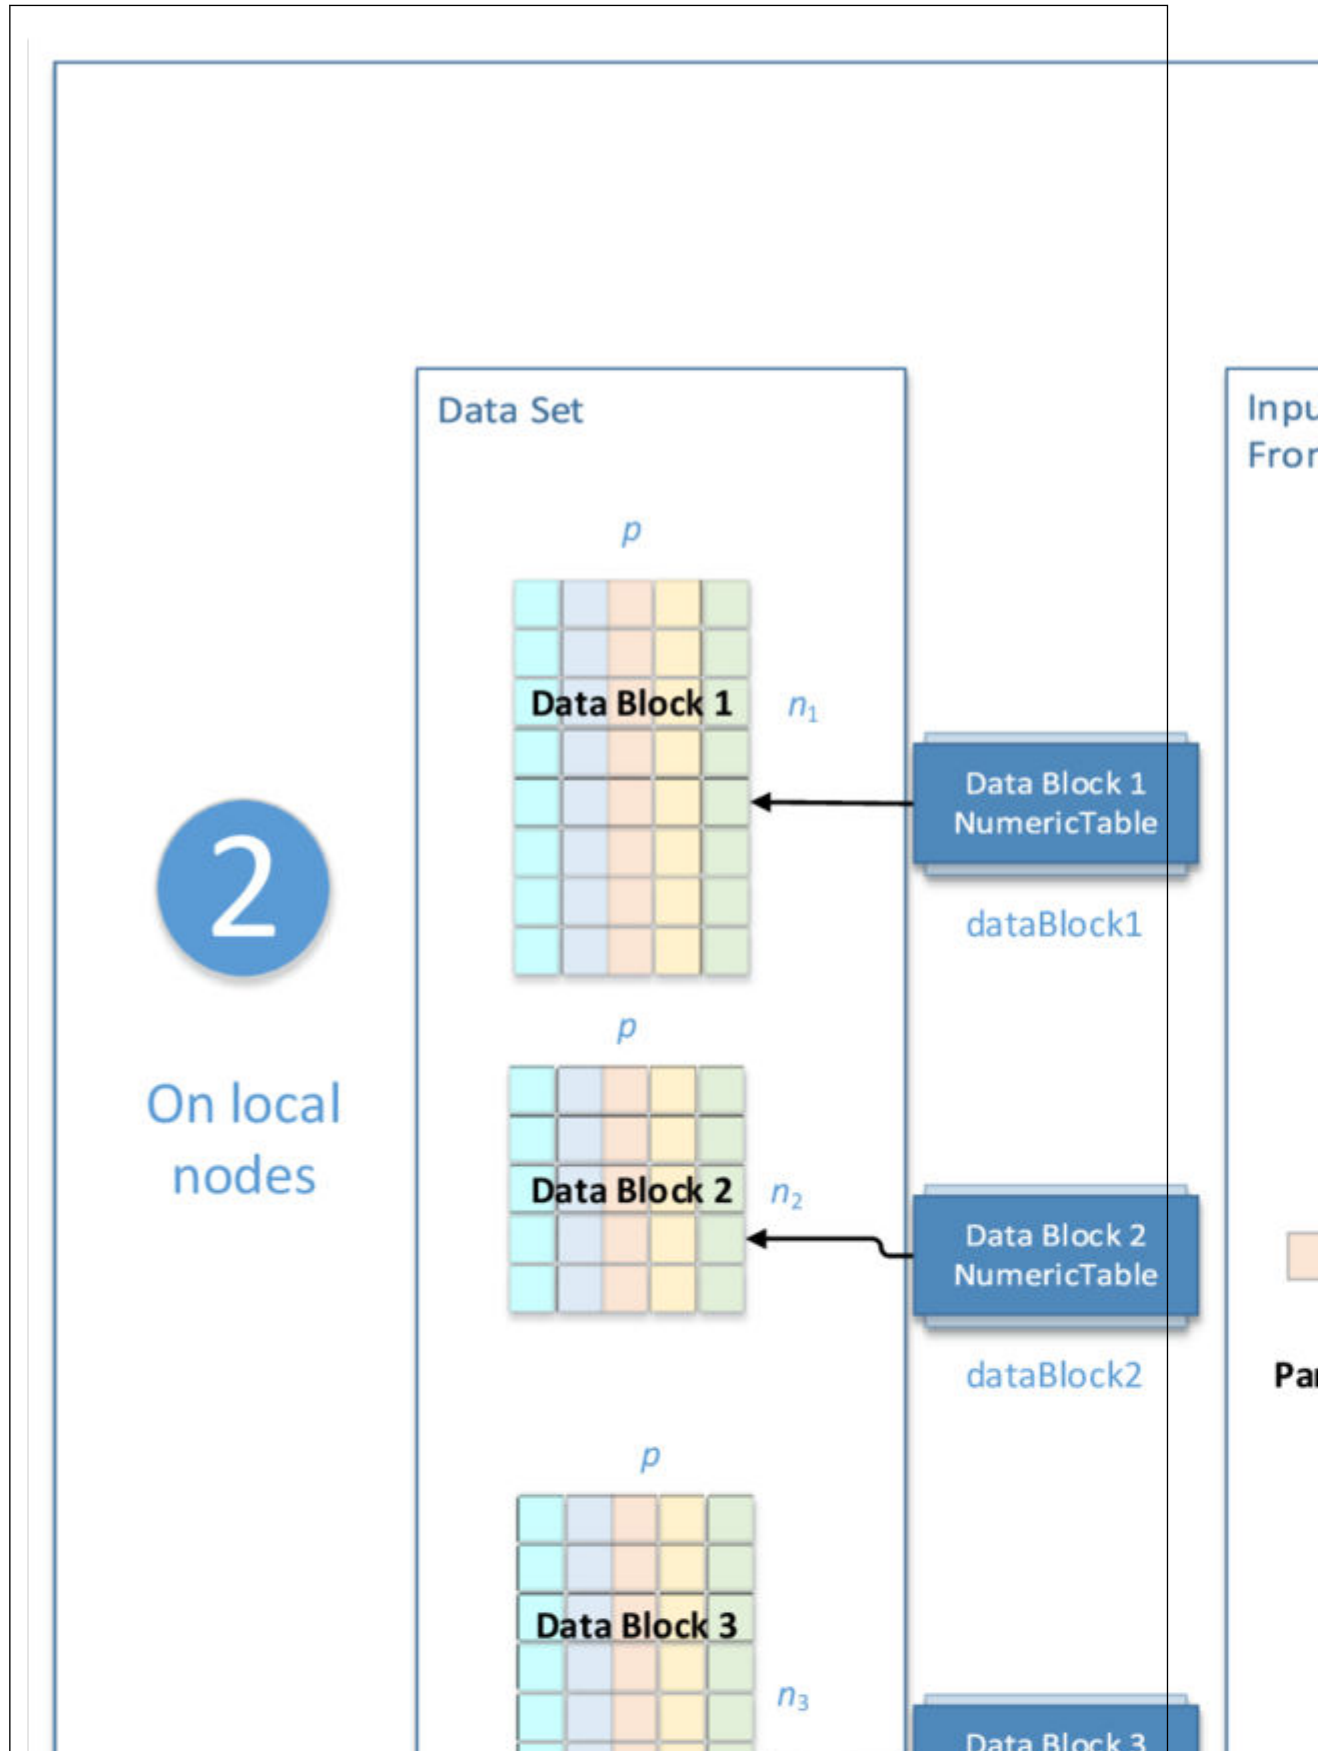 Data Set
p
Data Block 1
n1
Data Block 1
NumericTable
dataBlock1
2
On local
nodes
p
Data Block 2
n2
Data Block 2
NumericTable
dataBlock2
p
Data Block 3
n3
Data Block 3